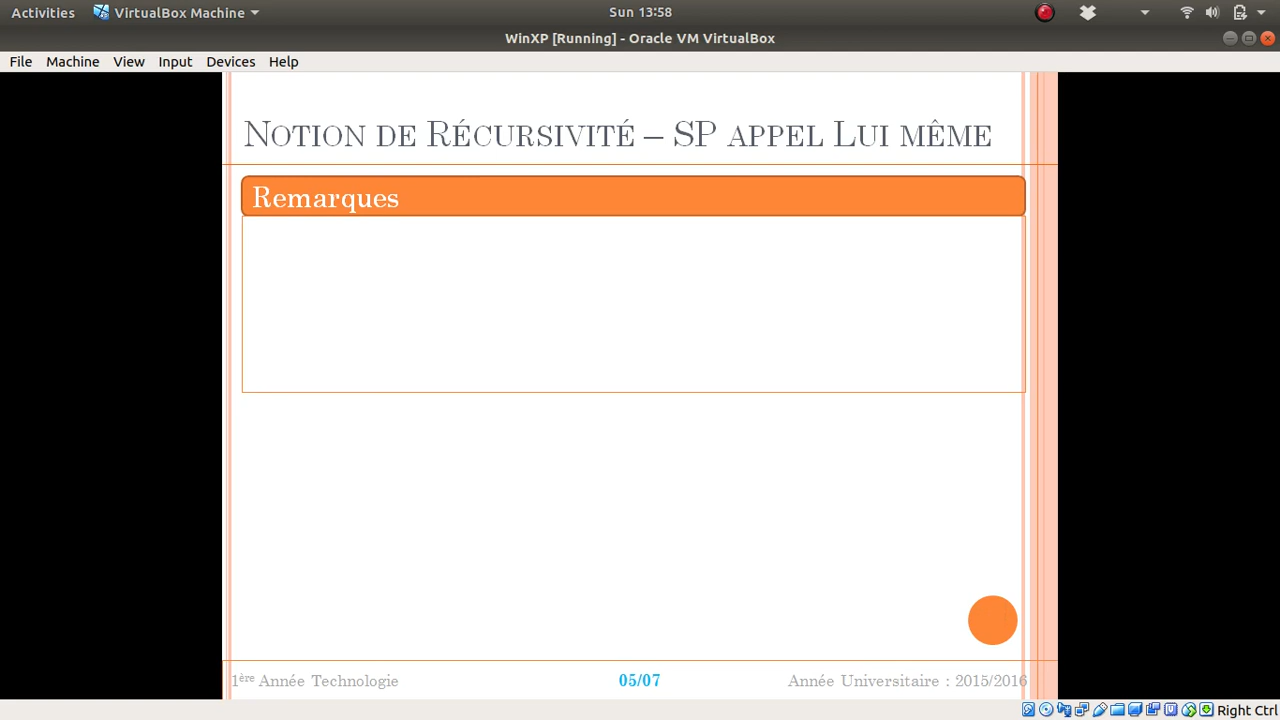 Activities VirtualBox Machine Sun 13:58
WinXP [Running] - Oracle VM VirtualBox
File Machine View Input Devices Help
NOTION DE RÉCURSIVITÉ – SP APPEL LUI MÊME
Remarques
1ère Année Technologie 05/07 Année Universitaire : 2015/2016
Right Ctrl